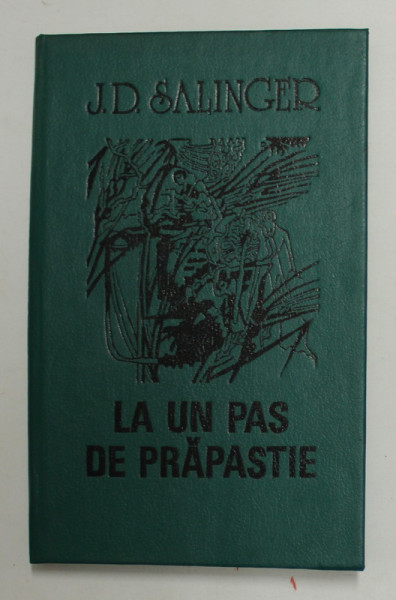 J.D. SALINGER
LA UN PAS
DE PRĂPASTIE